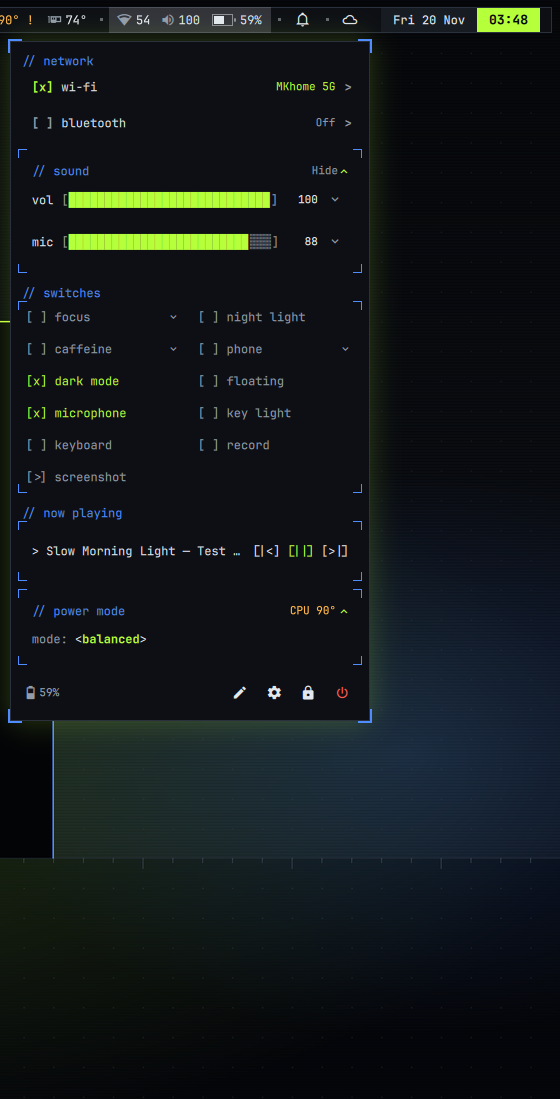 90° ! 74° 54 100 59% Fri 20 Nov 03:48
// network
[x] wi-fi MKhome 5G >
[ ] bluetooth Off >
// sound Hide
vol [ ] 100
mic [ ] 88
// switches
[ ] focus [ ] night light
[ ] caffeine [ ] phone
[x] dark mode [ ] floating
[x] microphone [ ] key light
[ ] keyboard [ ] record
[>] screenshot
// now playing
> Slow Morning Light — Test … [|<] [||] [>|]
// power mode CPU 90°
mode: <balanced>
59%